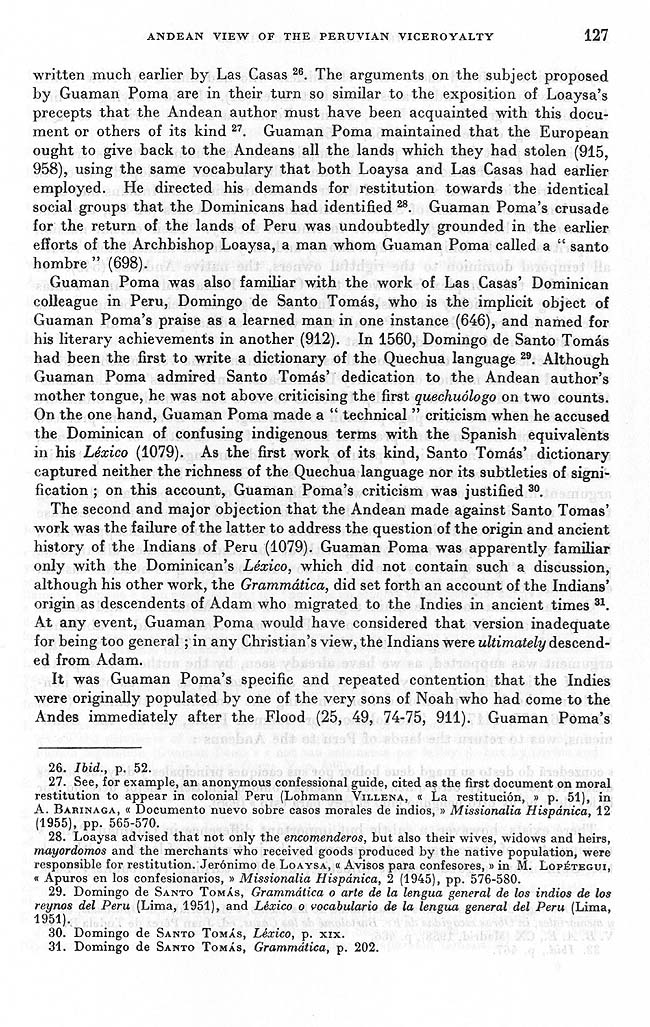 ANDEAN VIEW OF THE PERUVIAN VICEROYALTY 127
written much earlier by Las Casas 26. The arguments on the subject proposed
by Guaman Poma are in their turn so similar to the exposition of Loaysa's
precepts that the Andean author must have been acquainted with this docu-
ment or others of its kind 27. Guaman Poma maintained that the European
ought to give back to the Andeans all the lands which they had stolen (915,
958), using the same vocabulary that both Loaysa and Las Casas had earlier
employed. He directed his demands for restitution towards the identical
social groups that the Dominicans had identified 28. Guaman Poma's crusade
for the return of the lands of Peru was undoubtedly grounded in the earlier
efforts of the Archbishop Loaysa, a man whom Guaman Poma called a “ santo
hombre ” (698).
Guaman Poma was also familiar with the work of Las Casas' Dominican
colleague in Peru, Domingo de Santo Tomás, who is the implicit object of
Guaman Poma's praise as a learned man in one instance (646), and named for
his literary achievements in another (912). In 1560, Domingo de Santo Tomás
had been the first to write a dictionary of the Quechua language 29. Although
Guaman Poma admired Santo Tomás' dedication to the Andean author's
mother tongue, he was not above criticising the first quechuólogo on two counts.
On the one hand, Guaman Poma made a “ technical ” criticism when he accused
the Dominican of confusing indigenous terms with the Spanish equivalents
in his Léxico (1079). As the first work of its kind, Santo Tomás' dictionary
captured neither the richness of the Quechua language nor its subtleties of signi-
fication ; on this account, Guaman Poma's criticism was justified 30.
The second and major objection that the Andean made against Santo Tomas'
work was the failure of the latter to address the question of the origin and ancient
history of the Indians of Peru (1079). Guaman Poma was apparently familiar
only with the Dominican's Léxico, which did not contain such a discussion,
although his other work, the Grammática, did set forth an account of the Indians'
origin as descendents of Adam who migrated to the Indies in ancient times 31.
At any event, Guaman Poma would have considered that version inadequate
for being too general ; in any Christian's view, the Indians were ultimately descend-
ed from Adam.
It was Guaman Poma's specific and repeated contention that the Indies
were originally populated by one of the very sons of Noah who had come to the
Andes immediately after the Flood (25, 49, 74-75, 911). Guaman Poma's
26. Ibid., p. 52.
27. See, for example, an anonymous confessional guide, cited as the first document on moral
restitution to appear in colonial Peru (Lohmann VILLENA, « La restitución, » p. 51), in
A. BARINAGA, « Documento nuevo sobre casos morales de indios, » Missionalia Hispánica, 12
(1955), pp. 565-570.
28. Loaysa advised that not only the encomenderos, but also their wives, widows and heirs,
mayordomos and the merchants who received goods produced by the native population, were
responsible for restitution. Jerónimo de LOAYSA, « Avisos para confesores, » in M. LOPÉTEGUI,
« Apuros en los confesionarios, » Missionalia Hispánica, 2 (1945), pp. 576-580.
29. Domingo de SANTO TOMÁS, Grammática o arte de la lengua general de los indios de los
reynos del Peru (Lima, 1951), and Léxico o vocabulario de la lengua general del Peru (Lima,
1951).
30. Domingo de SANTO TOMÁS, Léxico, p. XIX.
31. Domingo de SANTO TOMÁS, Grammática, p. 202.